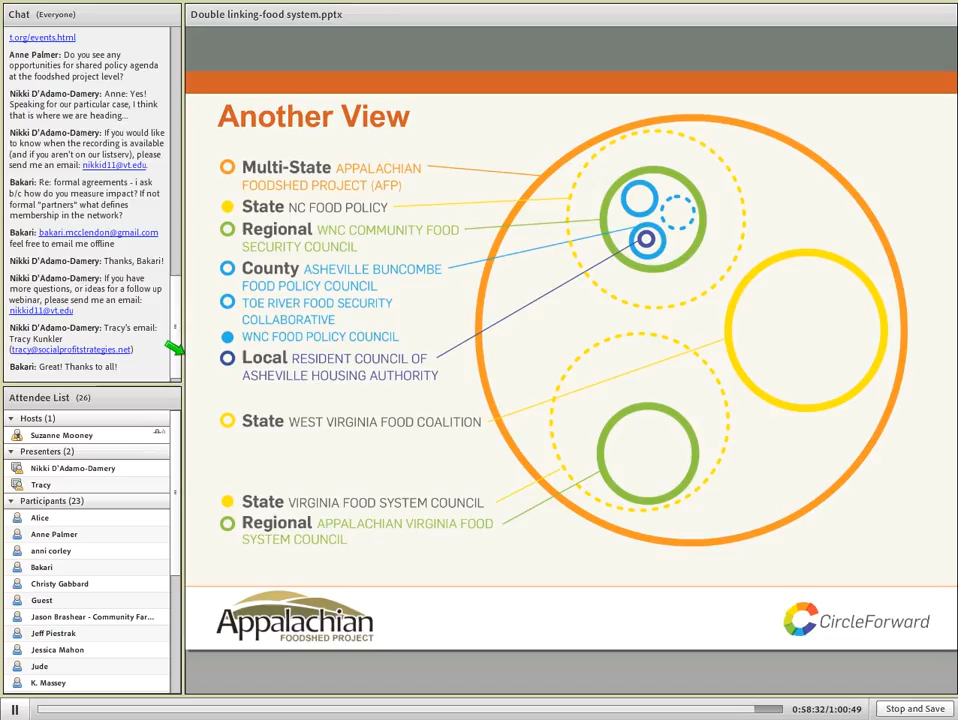 Chat (Everyone)
t.org/events.html
Anne Palmer: Do you see any
opportunities for shared policy agenda
at the foodshed project level?
Nikki D'Adamo-Damery: Anne: Yes!
Speaking for our particular case, I think
that is where we are heading...
Nikki D'Adamo-Damery: If you would like
to know when the recording is available
(and if you aren't on our listserv), please
send me an email: nikkid11@vt.edu.
Bakari: Re: formal agreements - i ask
b/c how do you measure impact? If not
formal "partners" what defines
membership in the network?
Bakari: bakari.mcclendon@gmail.com
feel free to email me offline
Nikki D'Adamo-Damery: Thanks, Bakari!
Nikki D'Adamo-Damery: If you have
more questions, or ideas for a follow up
webinar, please send me an email:
nikkid11@vt.edu
Nikki D'Adamo-Damery: Tracy's email:
Tracy Kunkler
(tracy@socialprofitstrategies.net)
Bakari: Great! Thanks to all!
Attendee List (26)
Hosts (1)
Suzanne Mooney
Presenters (2)
Nikki D'Adamo-Damery
Tracy
Participants (23)
Alice
Anne Palmer
anni corley
Bakari
Christy Gabbard
Guest
Jason Brashear - Community Far...
Jeff Piestrak
Jessica Mahon
Jude
K. Massey
Double linking-food system.pptx
Another View
Multi-State APPALACHIAN
FOODSHED PROJECT (AFP)
State NC FOOD POLICY
Regional WNC COMMUNITY FOOD
SECURITY COUNCIL
County ASHEVILLE BUNCOMBE
FOOD POLICY COUNCIL
TOE RIVER FOOD SECURITY
COLLABORATIVE
WNC FOOD POLICY COUNCIL
Local RESIDENT COUNCIL OF
ASHEVILLE HOUSING AUTHORITY
State WEST VIRGINIA FOOD COALITION
State VIRGINIA FOOD SYSTEM COUNCIL
Regional APPALACHIAN VIRGINIA FOOD
SYSTEM COUNCIL
Appalachian
FOODSHED PROJECT
CircleForward
0:58:32/1:00:49
Stop and Save